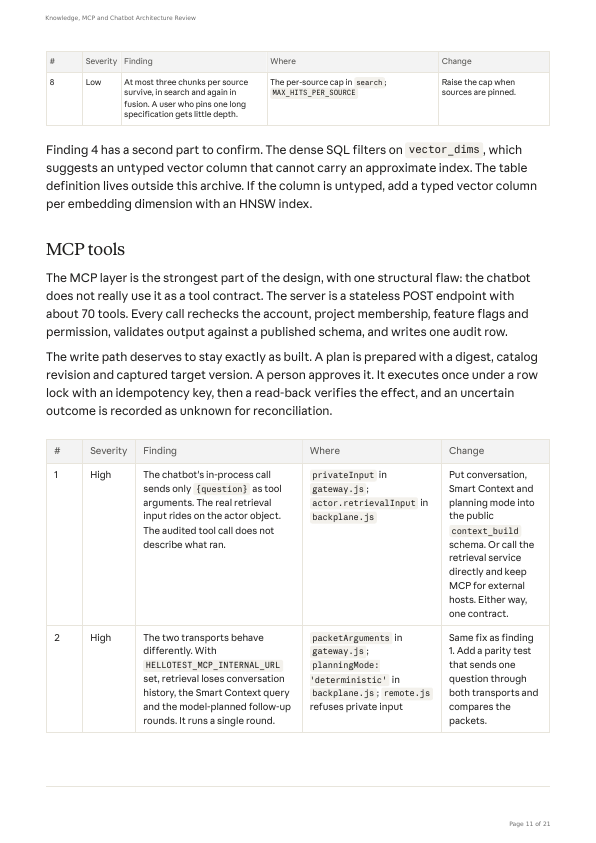 Knowledge, MCP and Chatbot Architecture Review
# Severity Finding Where Change
8 Low At most three chunks per source The per-source cap in search; Raise the cap when
survive, in search and again in MAX_HITS_PER_SOURCE sources are pinned.
fusion. A user who pins one long
specification gets little depth.
Finding 4 has a second part to confirm. The dense SQL filters on vector_dims, which
suggests an untyped vector column that cannot carry an approximate index. The table
definition lives outside this archive. If the column is untyped, add a typed vector column
per embedding dimension with an HNSW index.
MCP tools
The MCP layer is the strongest part of the design, with one structural flaw: the chatbot
does not really use it as a tool contract. The server is a stateless POST endpoint with
about 70 tools. Every call rechecks the account, project membership, feature flags and
permission, validates output against a published schema, and writes one audit row.
The write path deserves to stay exactly as built. A plan is prepared with a digest, catalog
revision and captured target version. A person approves it. It executes once under a row
lock with an idempotency key, then a read-back verifies the effect, and an uncertain
outcome is recorded as unknown for reconciliation.
# Severity Finding Where Change
1 High
The chatbot's in-process call
sends only {question} as tool
arguments. The real retrieval
input rides on the actor object.
The audited tool call does not
describe what ran.
privateInput in
gateway.js;
actor.retrievalInput in
backplane.js
Put conversation,
Smart Context and
planning mode into
the public
context_build
schema. Or call the
retrieval service
directly and keep
MCP for external
hosts. Either way,
one contract.
2 High
The two transports behave
differently. With
HELLOTEST_MCP_INTERNAL_URL
set, retrieval loses conversation
history, the Smart Context query
and the model-planned follow-up
rounds. It runs a single round.
packetArguments in
gateway.js;
planningMode:
'deterministic' in
backplane.js; remote.js
refuses private input
Same fix as finding
1. Add a parity test
that sends one
question through
both transports and
compares the
packets.
Page 11 of 21